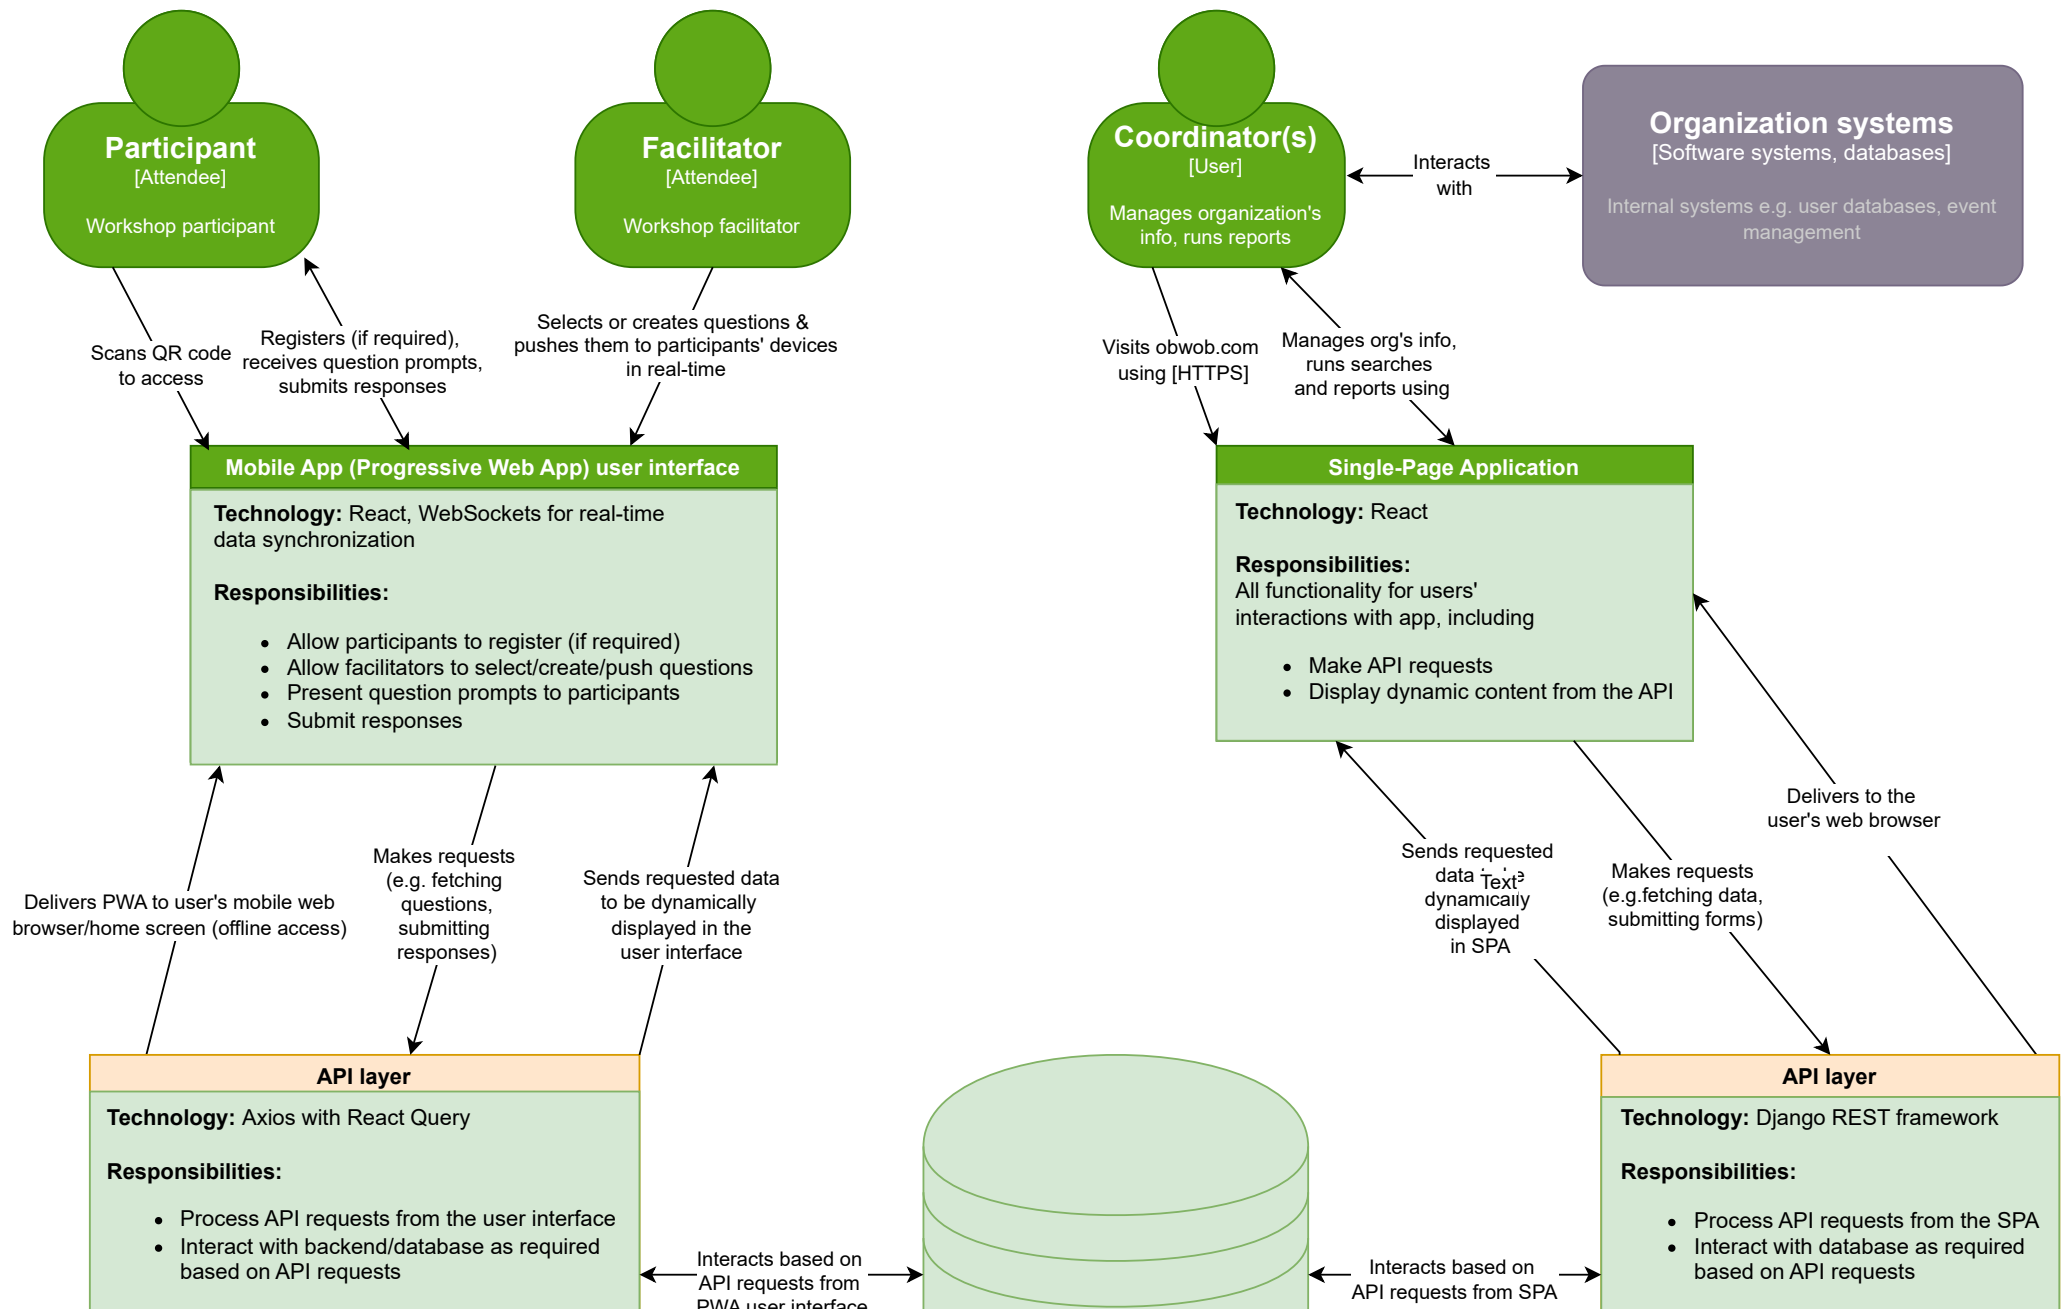 Participant
[Attendee]
Workshop participant
Facilitator
[Attendee]
Workshop facilitator
Coordinator(s)
[User]
Manages organization's
info, runs reports
Interacts
with
Organization systems
[Software systems, databases]
Internal systems e.g. user databases, event
management
Scans QR code
to access
Registers (if required),
receives question prompts,
submits responses
Selects or creates questions &
pushes them to participants' devices
in real-time
Visits obwob.com
using [HTTPS]
Manages org's info,
runs searches
and reports using
Mobile App (Progressive Web App) user interface
Technology: React, WebSockets for real-time
data synchronization
Responsibilities:
• Allow participants to register (if required)
• Allow facilitators to select/create/push questions
• Present question prompts to participants
• Submit responses
Single-Page Application
Technology: React
Responsibilities:
All functionality for users'
interactions with app, including
• Make API requests
• Display dynamic content from the API
Delivers PWA to user's mobile web
browser/home screen (offline access)
Makes requests
(e.g. fetching
questions,
submitting
responses)
Sends requested data
to be dynamically
displayed in the
user interface
Sends requested
data
Text
dynamically
displayed
in SPA
Makes requests
(e.g.fetching data,
submitting forms)
Delivers to the
user's web browser
API layer
Technology: Axios with React Query
Responsibilities:
• Process API requests from the user interface
• Interact with backend/database as required
based on API requests
Interacts based on
API requests from
PWA user interface
Interacts based on
API requests from SPA
API layer
Technology: Django REST framework
Responsibilities:
• Process API requests from the SPA
• Interact with database as required
based on API requests